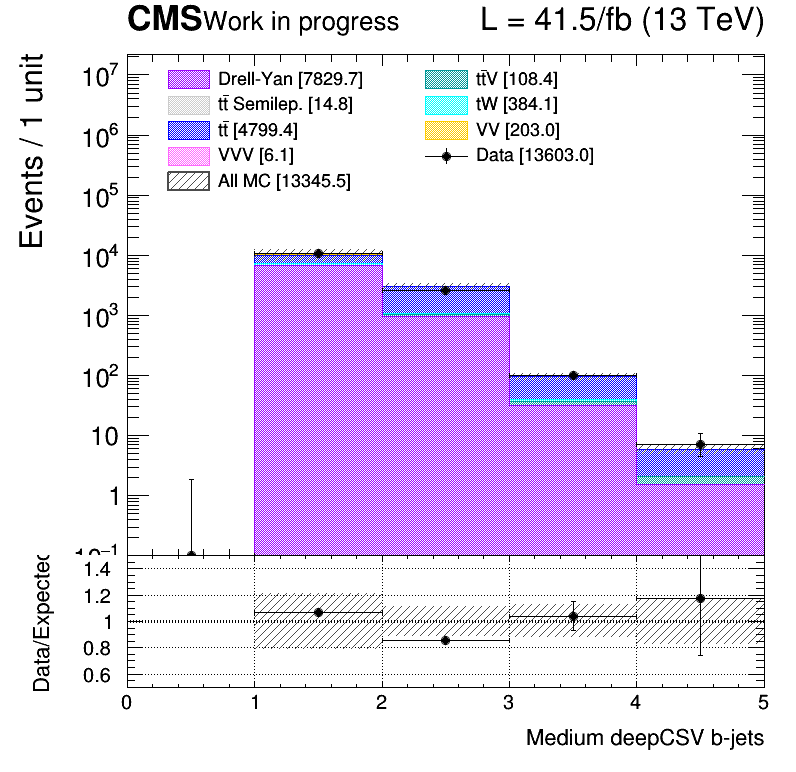 CMS Work in progress L = 41.5/fb (13 TeV)
Events / 1 unit
10⁷
10⁶
10⁵
10⁴
10³
10²
10
1
10⁻¹
Drell-Yan [7829.7]
tt̄ Semilep. [14.8]
tt̄ [4799.4]
VVV [6.1]
All MC [13345.5]
tt̄V [108.4]
tW [384.1]
VV [203.0]
Data [13603.0]
Data/Expected
1.4
1.2
1
0.8
0.6
0 1 2 3 4 5
Medium deepCSV b-jets